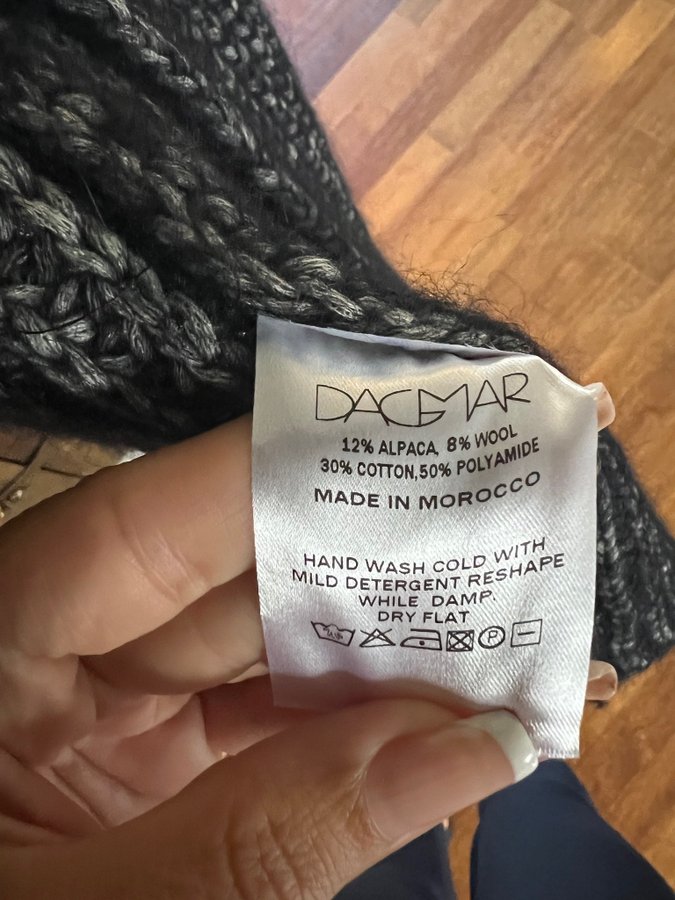 DAGMAR
12% ALPACA, 8% WOOL
30% COTTON,50% POLYAMIDE
MADE IN MOROCCO
HAND WASH COLD WITH
MILD DETERGENT RESHAPE
WHILE DAMP.
DRY FLAT
P